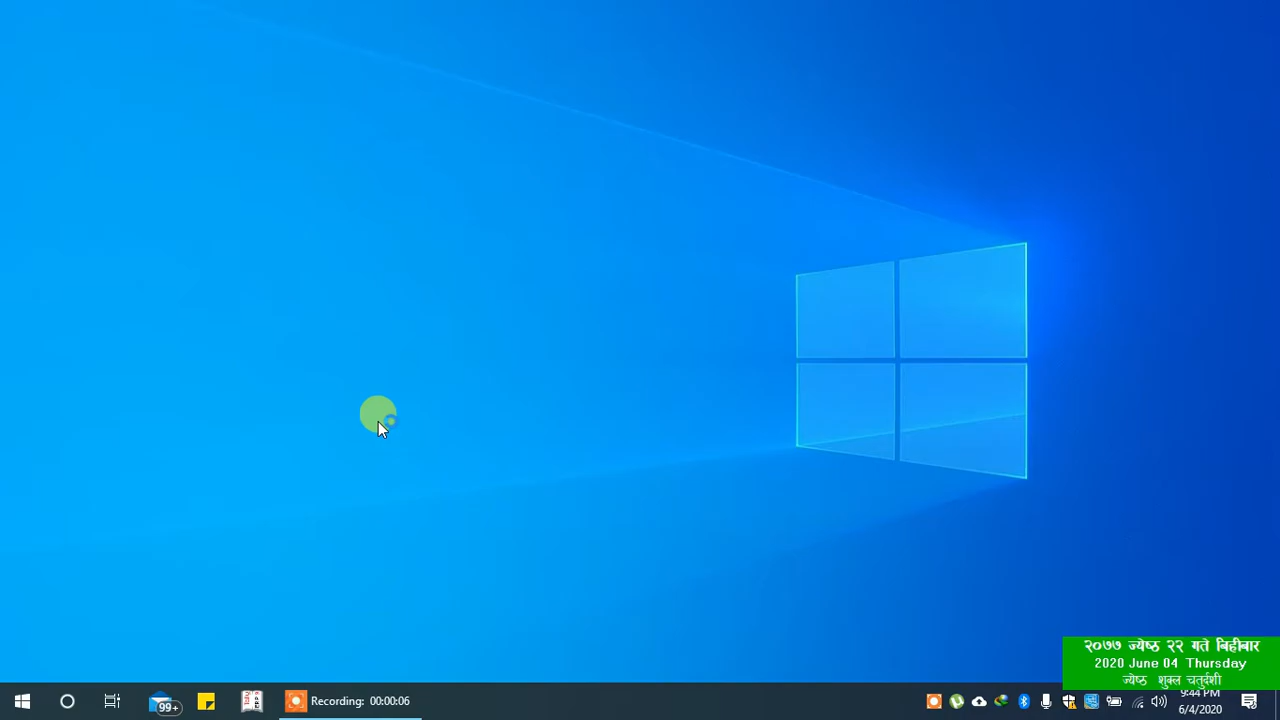 २०७७ ज्येष्ठ २२ गते बिहीबार
2020 June 04 Thursday
ज्येष्ठ शुक्ल चतुर्दशी
99+
Recording: 00:00:06
9:44 PM
6/4/2020